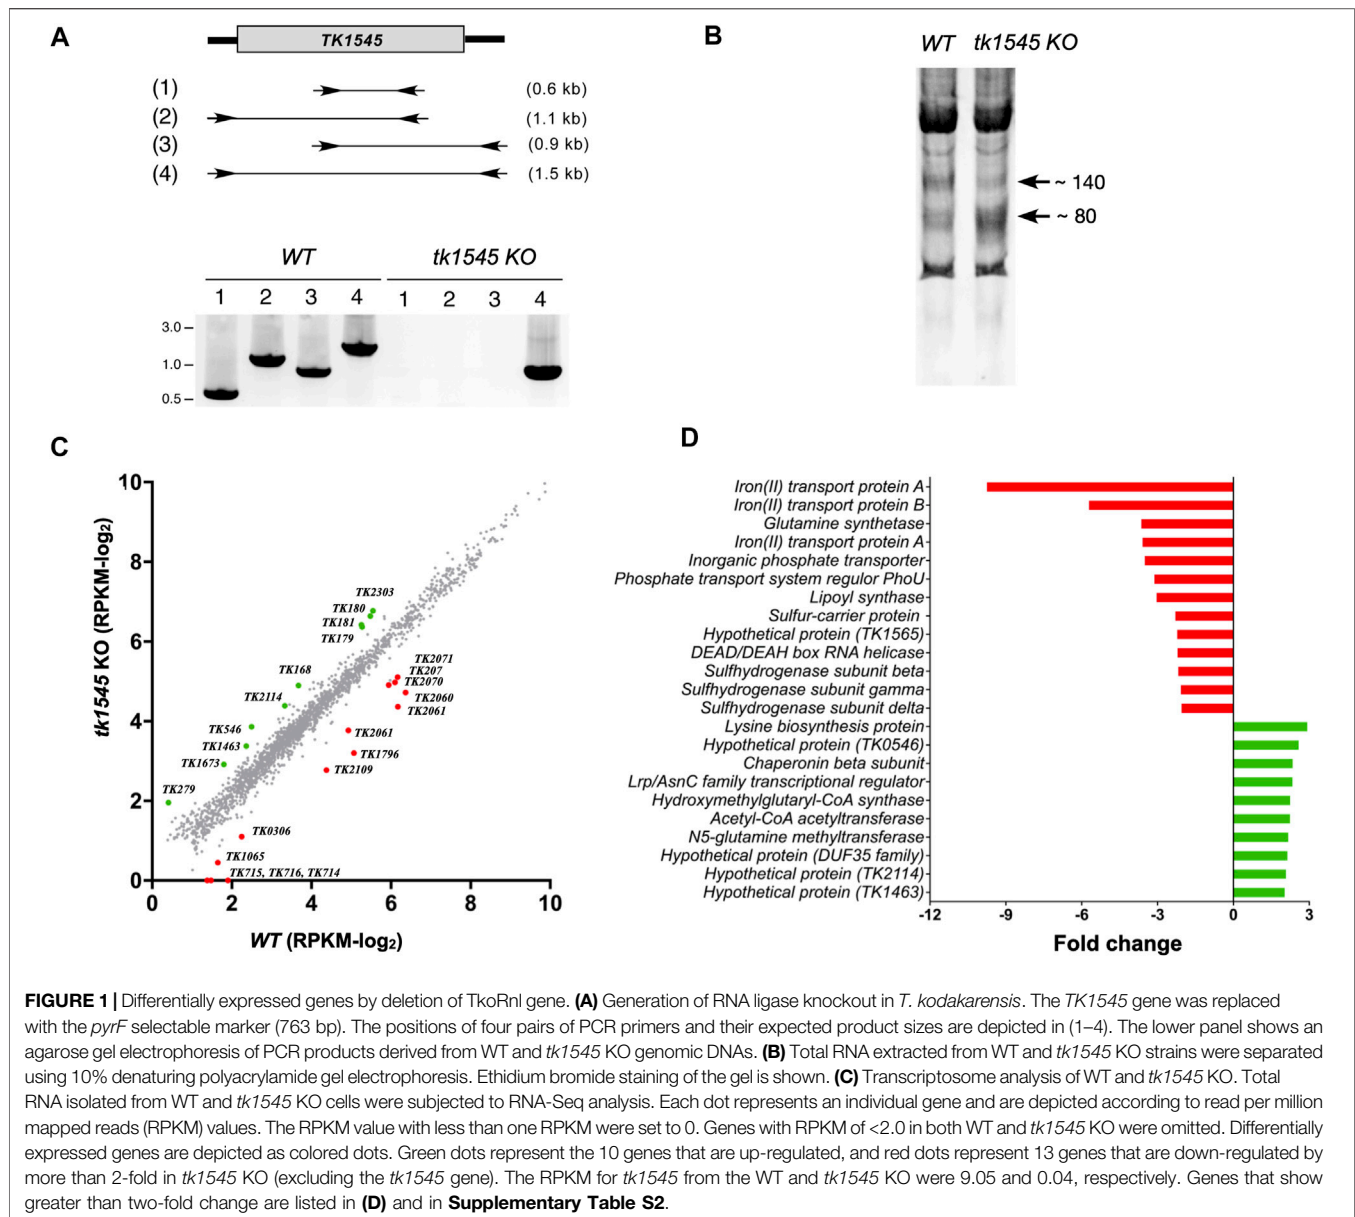 A
TK1545
(1) (0.6 kb)
(2) (1.1 kb)
(3) (0.9 kb)
(4) (1.5 kb)
WT tk1545 KO
1 2 3 4 1 2 3 4
3.0
1.0
0.5
B
WT tk1545 KO
~ 140
~ 80
C
tk1545 KO (RPKM-log2)
10
8
6
4
2
0
TK2303
TK180
TK181
TK179
TK168
TK2114
TK546
TK1463
TK1673
TK279
TK2071
TK207
TK2070
TK2060
TK2061
TK2061
TK1796
TK2109
TK0306
TK1065
TK715, TK716, TK714
0 2 4 6 8 10
WT (RPKM-log2)
D
Iron(II) transport protein A
Iron(II) transport protein B
Glutamine synthetase
Iron(II) transport protein A
Inorganic phosphate transporter
Phosphate transport system regulor PhoU
Lipoyl synthase
Sulfur-carrier protein
Hypothetical protein (TK1565)
DEAD/DEAH box RNA helicase
Sulfhydrogenase subunit beta
Sulfhydrogenase subunit gamma
Sulfhydrogenase subunit delta
Lysine biosynthesis protein
Hypothetical protein (TK0546)
Chaperonin beta subunit
Lrp/AsnC family transcriptional regulator
Hydroxymethylglutaryl-CoA synthase
Acetyl-CoA acetyltransferase
N5-glutamine methyltransferase
Hypothetical protein (DUF35 family)
Hypothetical protein (TK2114)
Hypothetical protein (TK1463)
-12 -9 -6 -3 0 3
Fold change
FIGURE 1 | Differentially expressed genes by deletion of TkoRnl gene. (A) Generation of RNA ligase knockout in T. kodakarensis. The TK1545 gene was replaced
with the pyrF selectable marker (763 bp). The positions of four pairs of PCR primers and their expected product sizes are depicted in (1–4). The lower panel shows an
agarose gel electrophoresis of PCR products derived from WT and tk1545 KO genomic DNAs. (B) Total RNA extracted from WT and tk1545 KO strains were separated
using 10% denaturing polyacrylamide gel electrophoresis. Ethidium bromide staining of the gel is shown. (C) Transcriptosome analysis of WT and tk1545 KO. Total
RNA isolated from WT and tk1545 KO cells were subjected to RNA-Seq analysis. Each dot represents an individual gene and are depicted according to read per million
mapped reads (RPKM) values. The RPKM value with less than one RPKM were set to 0. Genes with RPKM of <2.0 in both WT and tk1545 KO were omitted. Differentially
expressed genes are depicted as colored dots. Green dots represent the 10 genes that are up-regulated, and red dots represent 13 genes that are down-regulated by
more than 2-fold in tk1545 KO (excluding the tk1545 gene). The RPKM for tk1545 from the WT and tk1545 KO were 9.05 and 0.04, respectively. Genes that show
greater than two-fold change are listed in (D) and in Supplementary Table S2.